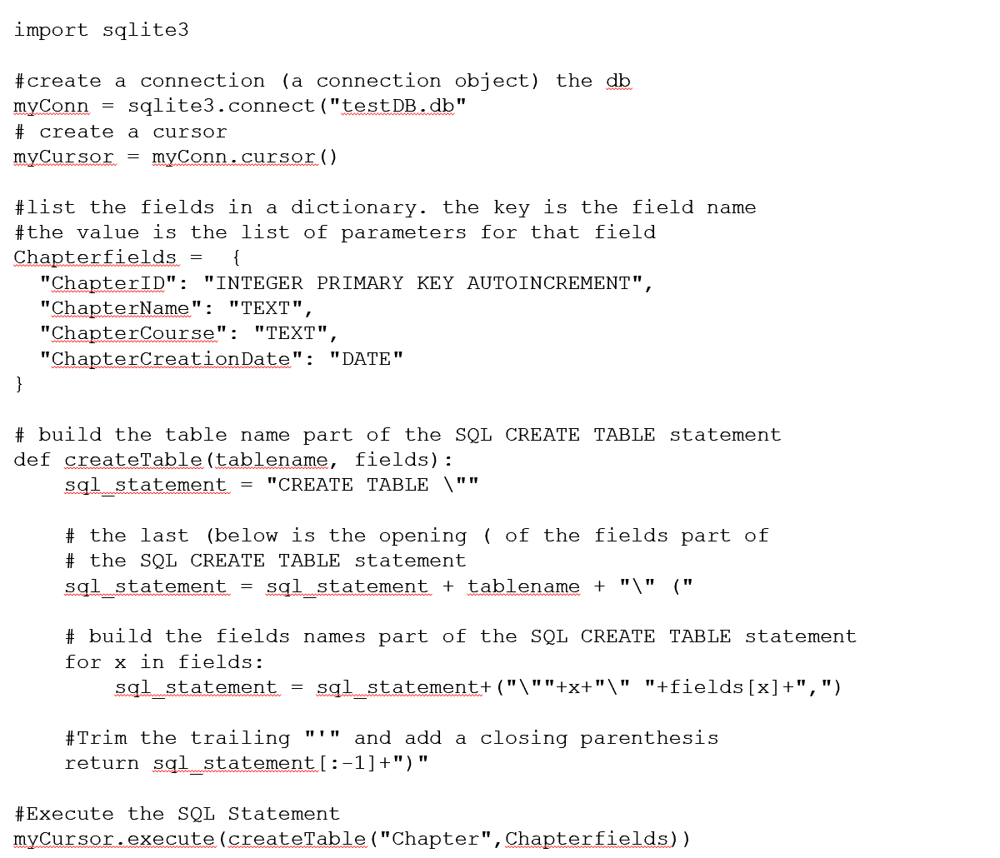 import sqlite3
#create a connection (a connection object) the db
myConn = sqlite3.connect("testDB.db"
# create a cursor
myCursor = myConn.cursor()
#list the fields in a dictionary. the key is the field name
#the value is the list of parameters for that field
Chapterfields =  {
  "ChapterID": "INTEGER PRIMARY KEY AUTOINCREMENT",
  "ChapterName": "TEXT",
  "ChapterCourse": "TEXT",
  "ChapterCreationDate": "DATE"
}
# build the table name part of the SQL CREATE TABLE statement
def createTable(tablename, fields):
    sql_statement = "CREATE TABLE \""
    # the last (below is the opening ( of the fields part of
    # the SQL CREATE TABLE statement
    sql_statement = sql_statement + tablename + "\" ("
    # build the fields names part of the SQL CREATE TABLE statement
    for x in fields:
        sql_statement = sql_statement+("\""+x+"\" "+fields[x]+",")
    #Trim the trailing "'" and add a closing parenthesis
    return sql_statement[:-1]+")"
#Execute the SQL Statement
myCursor.execute(createTable("Chapter",Chapterfields))